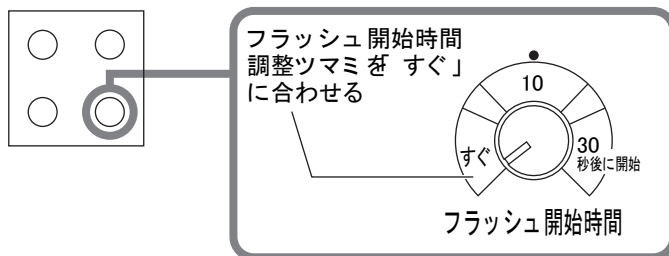 フラッシュ開始時間
調整ツマミを「すぐ」
に合わせる
10
すぐ
30
秒後に開始
フラッシュ開始時間